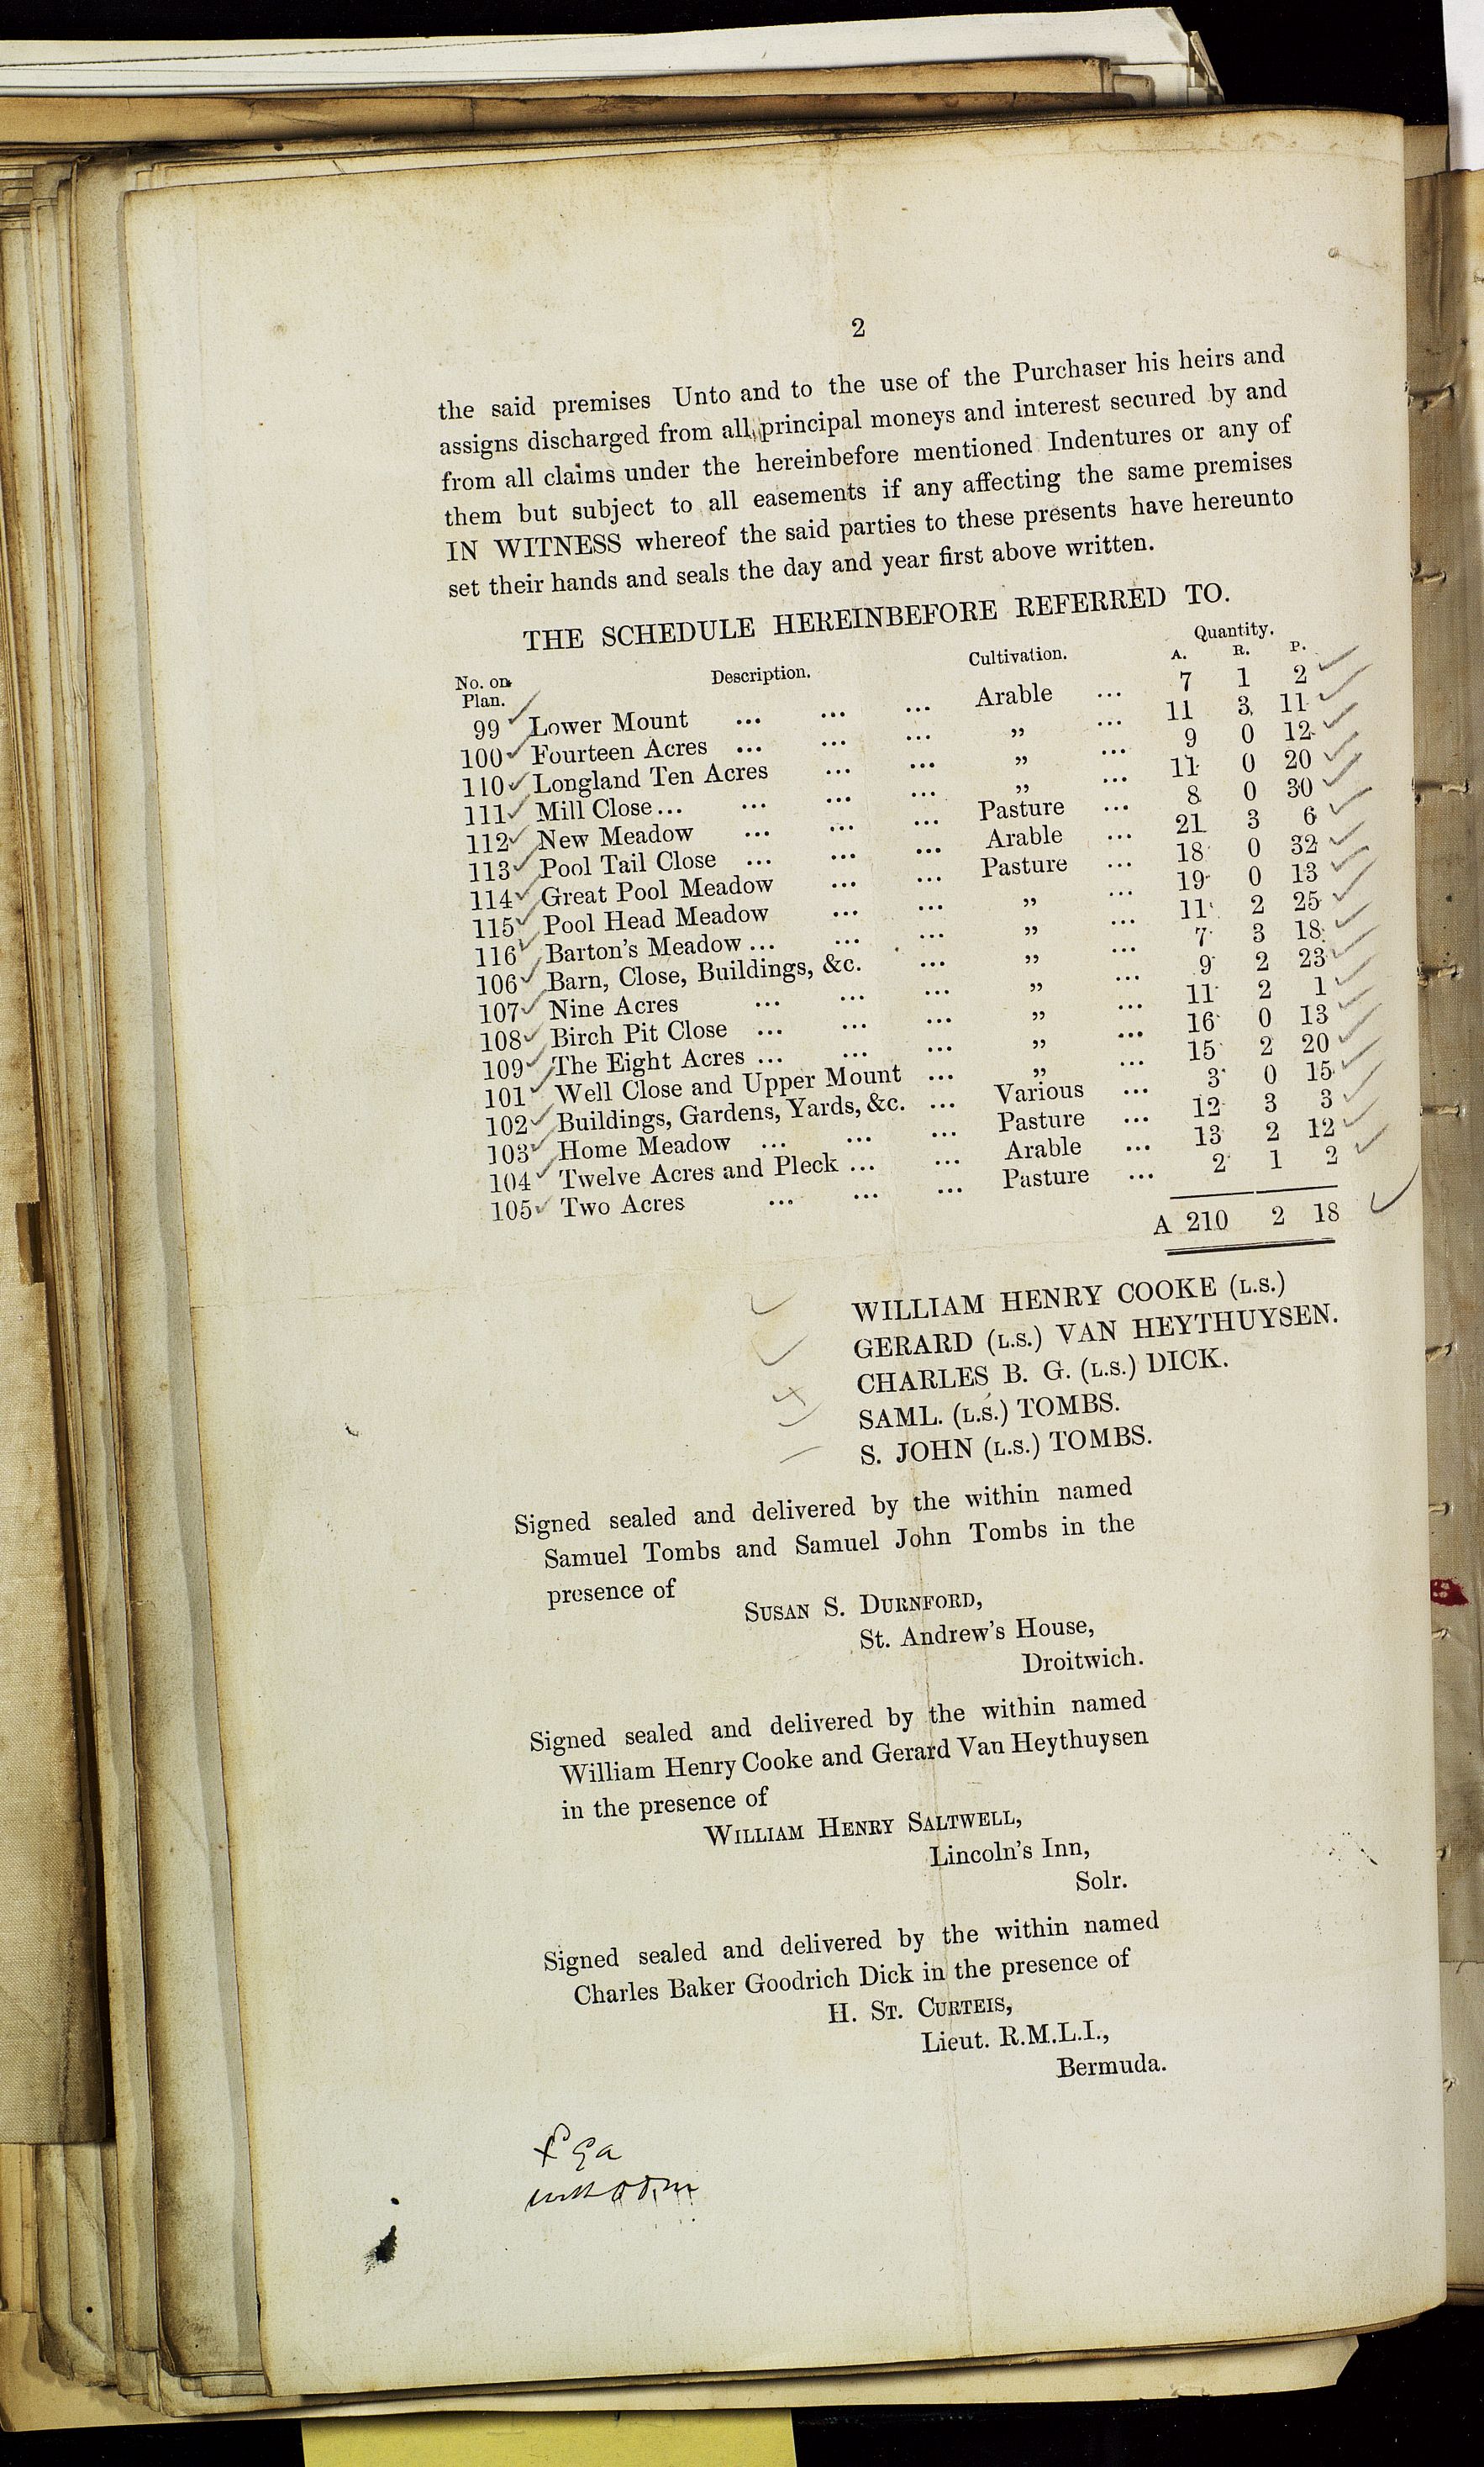 2
the said premises Unto and to the use of the Purchaser his heirs and
assigns discharged from all principal moneys and interest secured by and
from all claims under the hereinbefore mentioned Indentures or any of
them but subject to all easements if any affecting the same premises
IN WITNESS whereof the said parties to these presents have hereunto
set their hands and seals the day and year first above written.
THE SCHEDULE HEREINBEFORE REFERRED TO.
No. on Plan. Description. Cultivation. Quantity. A. R. P.
99 Lower Mount ... ... ... Arable ... 7 1 2
100 Fourteen Acres ... ... ... ,, ... 11 3 11
110 Longland Ten Acres ... ... ,, ... 9 0 12
111 Mill Close ... ... ... ... ,, ... 11 0 20
112 New Meadow ... ... ... Pasture ... 8 0 30
113 Pool Tail Close ... ... ... Arable ... 21 3 6
114 Great Pool Meadow ... ... Pasture ... 18 0 32
115 Pool Head Meadow ... ... ,, ... 19 0 13
116 Barton's Meadow ... ... ... ,, ... 11 2 25
106 Barn, Close, Buildings, &c. ... ,, ... 7 3 18
107 Nine Acres ... ... ... ,, ... 9 2 23
108 Birch Pit Close ... ... ... ,, ... 11 2 1
109 The Eight Acres ... ... ... ,, ... 16 0 13
101 Well Close and Upper Mount ... ,, ... 15 2 20
102 Buildings, Gardens, Yards, &c. ... Various ... 3 0 15
103 Home Meadow ... ... ... Pasture ... 12 3 3
104 Twelve Acres and Pleck ... ... Arable ... 13 2 12
105 Two Acres ... ... ... Pasture ... 2 1 2
A 210 2 18
WILLIAM HENRY COOKE (L.S.)
GERARD (L.S.) VAN HEYTHUYSEN.
CHARLES B. G. (L.S.) DICK.
SAML. (L.S.) TOMBS.
S. JOHN (L.S.) TOMBS.
Signed sealed and delivered by the within named
Samuel Tombs and Samuel John Tombs in the
presence of
SUSAN S. DURNFORD,
St. Andrew's House,
Droitwich.
Signed sealed and delivered by the within named
William Henry Cooke and Gerard Van Heythuysen
in the presence of
WILLIAM HENRY SALTWELL,
Lincoln's Inn,
Solr.
Signed sealed and delivered by the within named
Charles Baker Goodrich Dick in the presence of
H. ST. CURTEIS,
Lieut. R.M.L.I.,
Bermuda.